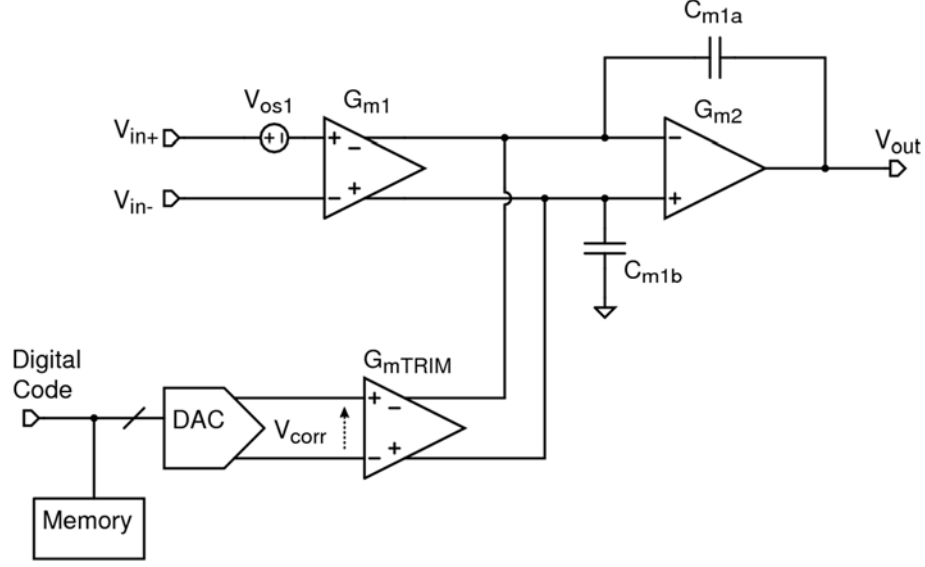 Cm1a
Vos1
Gm1
Gm2
Vin+
+ -
+
-
-
Vout
Vin-
+
-
+
Cm1b
Digital
Code
GmTRIM
DAC
Vcorr
+
-
+
-
Memory